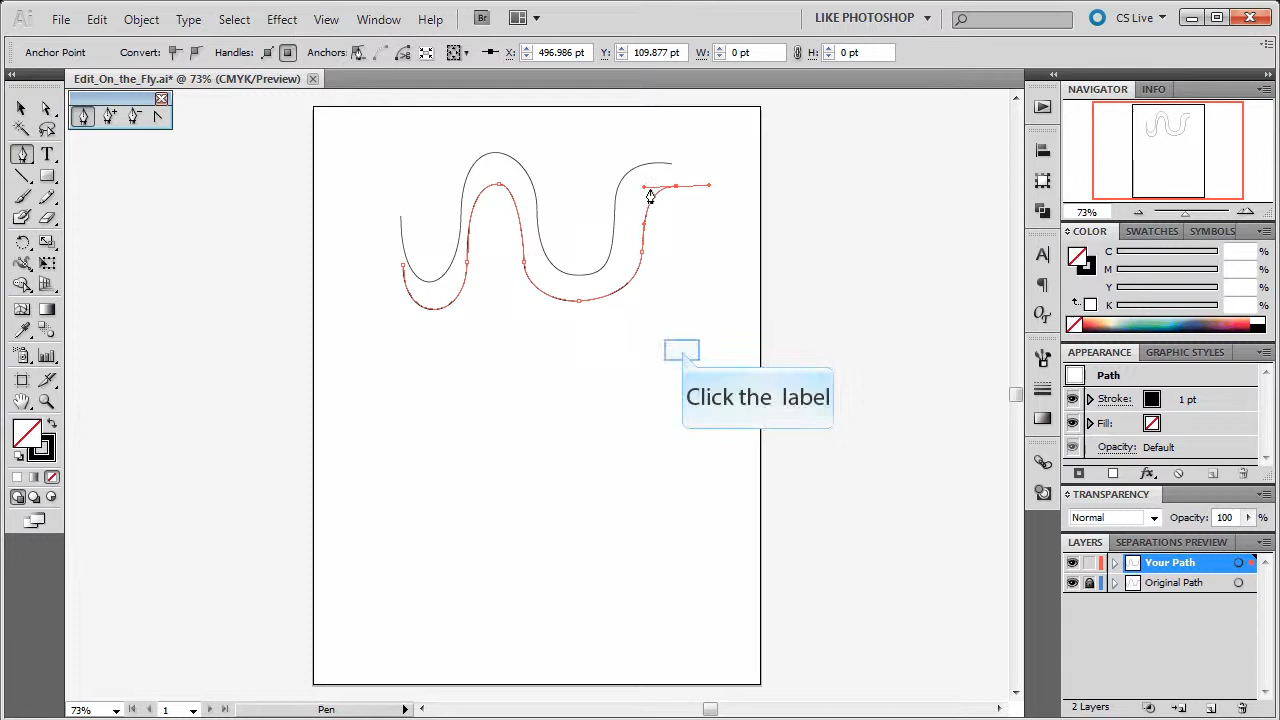 Ai File Edit Object Type Select Effect View Window Help Br LIKE PHOTOSHOP CS Live
Anchor Point Convert: Handles: Anchors: X: 496.986 pt Y: 109.877 pt W: 0 pt H: 0 pt
Edit_On_the_Fly.ai* @ 73% (CMYK/Preview)
NAVIGATOR INFO
73%
COLOR SWATCHES SYMBOLS
C %
M %
Y %
K %
APPEARANCE GRAPHIC STYLES
Path
Stroke: 1 pt
Fill:
Opacity: Default
Click the label
TRANSPARENCY
Normal Opacity: 100 %
LAYERS SEPARATIONS PREVIEW
Your Path
Original Path
2 Layers
73% 1 Pen